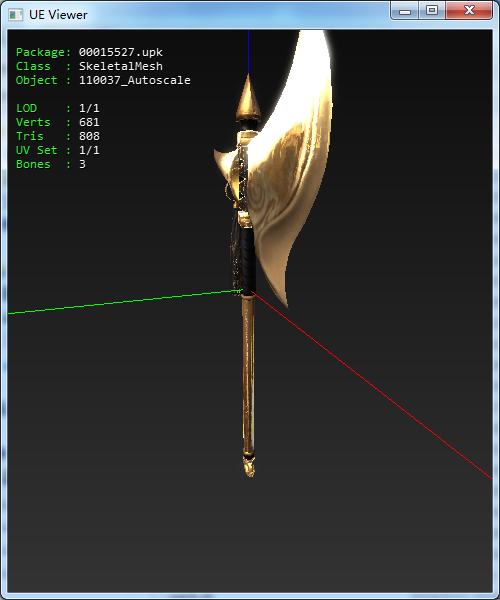 UE Viewer
Package: 00015527.upk
Class  : SkeletalMesh
Object : 110037_Autoscale
LOD    : 1/1
Verts  : 681
Tris   : 808
UV Set : 1/1
Bones  : 3